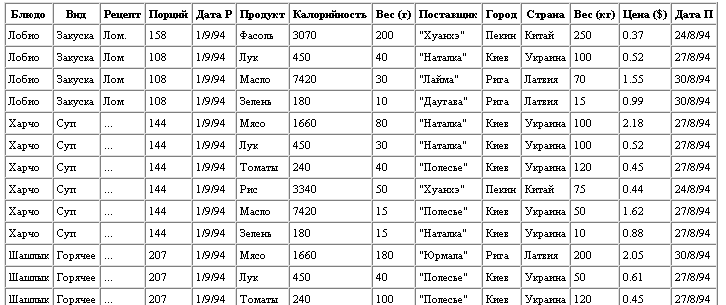 Блюдо Вид Рецепт Порций Дата Р Продукт Калорийность Вес (г) Поставщик Город Страна Вес (кг) Цена ($) Дата П
Лобио Закуска Лом. 158 1/9/94 Фасоль 3070 200 "Хуанхэ" Пекин Китай 250 0.37 24/8/94
Лобио Закуска Лом 108 1/9/94 Лук 450 40 "Наталка" Киев Украина 100 0.52 27/8/94
Лобио Закуска Лом 108 1/9/94 Масло 7420 30 "Лайма" Рига Латвия 70 1.55 30/8/94
Лобио Закуска Лом 108 1/9/94 Зелень 180 10 "Даугава" Рига Латвия 15 0.99 30/8/94
Харчо Суп ... 144 1/9/94 Мясо 1660 80 "Наталка" Киев Украина 100 2.18 27/8/94
Харчо Суп ... 144 1/9/94 Лук 450 30 "Наталка" Киев Украина 100 0.52 27/8/94
Харчо Суп ... 144 1/9/94 Томаты 240 40 "Полесье" Киев Украина 120 0.45 27/8/94
Харчо Суп ... 144 1/9/94 Рис 3340 50 "Хуанхэ" Пекин Китай 75 0.44 24/8/94
Харчо Суп ... 144 1/9/94 Масло 7420 15 "Полесье" Киев Украина 50 1.62 27/8/94
Харчо Суп ... 144 1/9/94 Зелень 180 15 "Наталка" Киев Украина 10 0.88 27/8/94
Шашлык Горячее ... 207 1/9/94 Мясо 1660 180 "Юрмала" Рига Латвия 200 2.05 30/8/94
Шашлык Горячее ... 207 1/9/94 Лук 450 40 "Полесье" Киев Украина 50 0.61 27/8/94
Шашлык Горячее ... 207 1/9/94 Томаты 240 100 "Полесье" Киев Украина 120 0.45 27/8/94